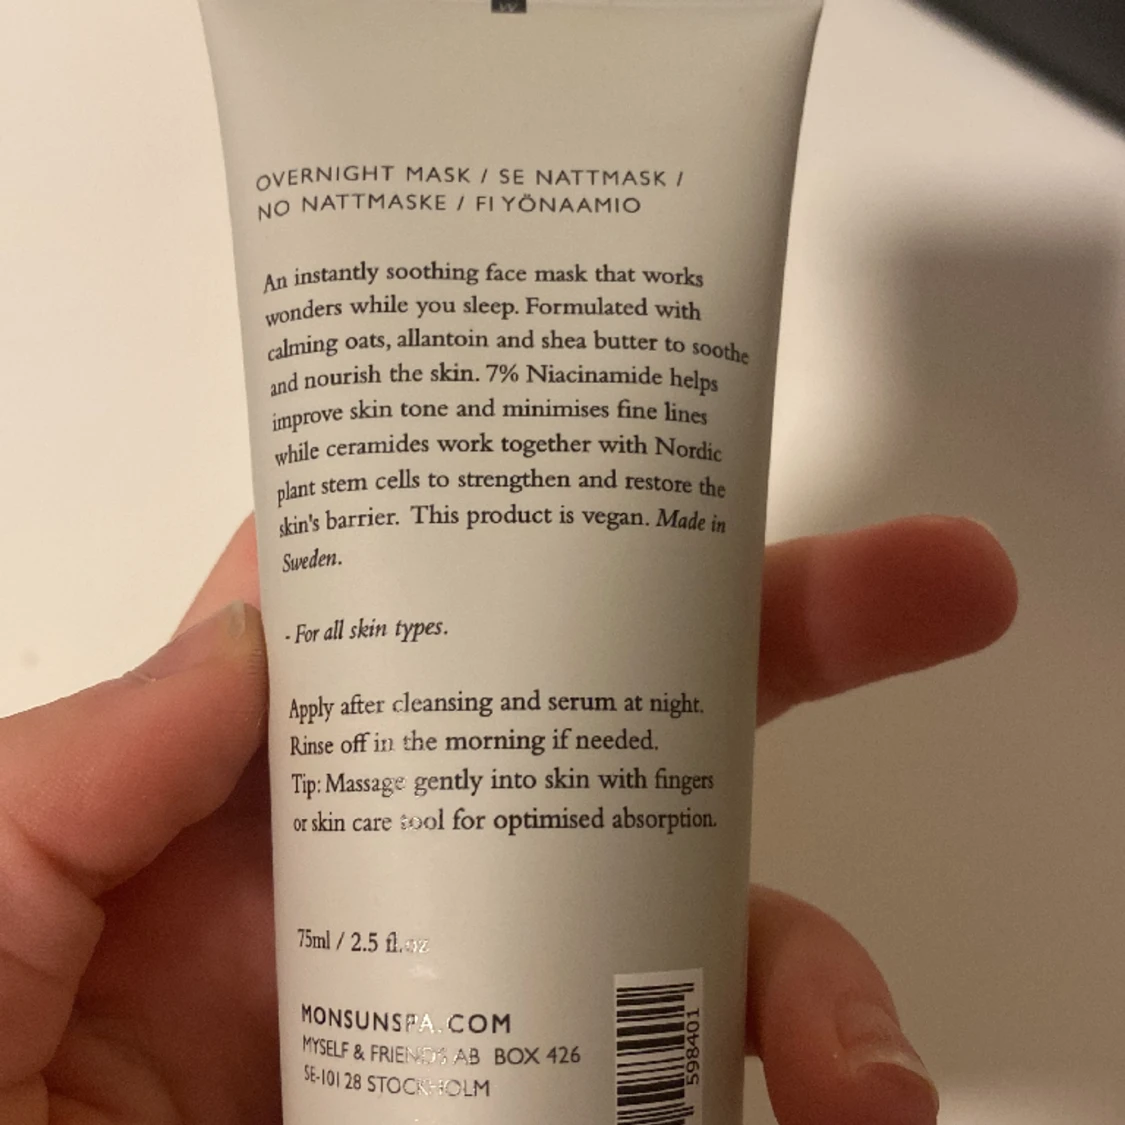 OVERNIGHT MASK / SE NATTMASK /
NO NATTMASKE / FI YÖNAAMIO
An instantly soothing face mask that works
wonders while you sleep. Formulated with
calming oats, allantoin and shea butter to soothe
and nourish the skin. 7% Niacinamide helps
improve skin tone and minimises fine lines
while ceramides work together with Nordic
plant stem cells to strengthen and restore the
skin's barrier. This product is vegan. Made in
Sweden.
- For all skin types.
Apply after cleansing and serum at night.
Rinse off in the morning if needed.
Tip: Massage gently into skin with fingers
or skin care tool for optimised absorption.
75ml / 2.5 fl.oz
MONSUNSPA.COM
MYSELF & FRIENDS AB BOX 426
SE-101 28 STOCKHOLM
598401